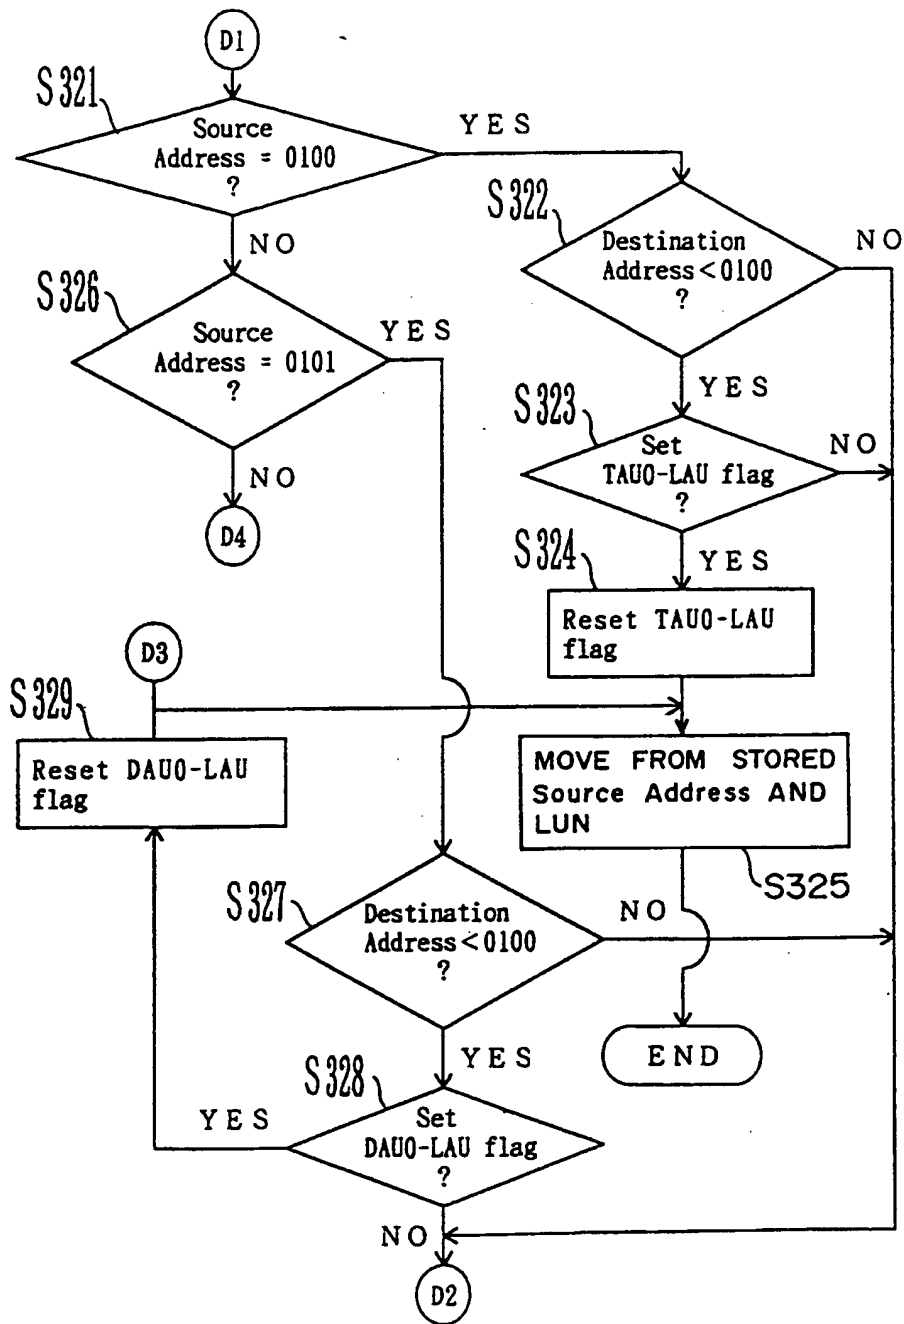 D1
S321
Source
Address = 0100
?
YES
NO
S322
Destination
Address < 0100
?
NO
YES
S326
Source
Address = 0101
?
YES
NO
D4
S323
Set
TAU0-LAU flag
?
NO
YES
S324
Reset TAU0-LAU
flag
D3
S329
Reset DAU0-LAU
flag
MOVE FROM STORED
Source Address AND
LUN
S325
S327
Destination
Address < 0100
?
NO
YES
END
S328
Set
DAU0-LAU flag
?
YES
NO
D2